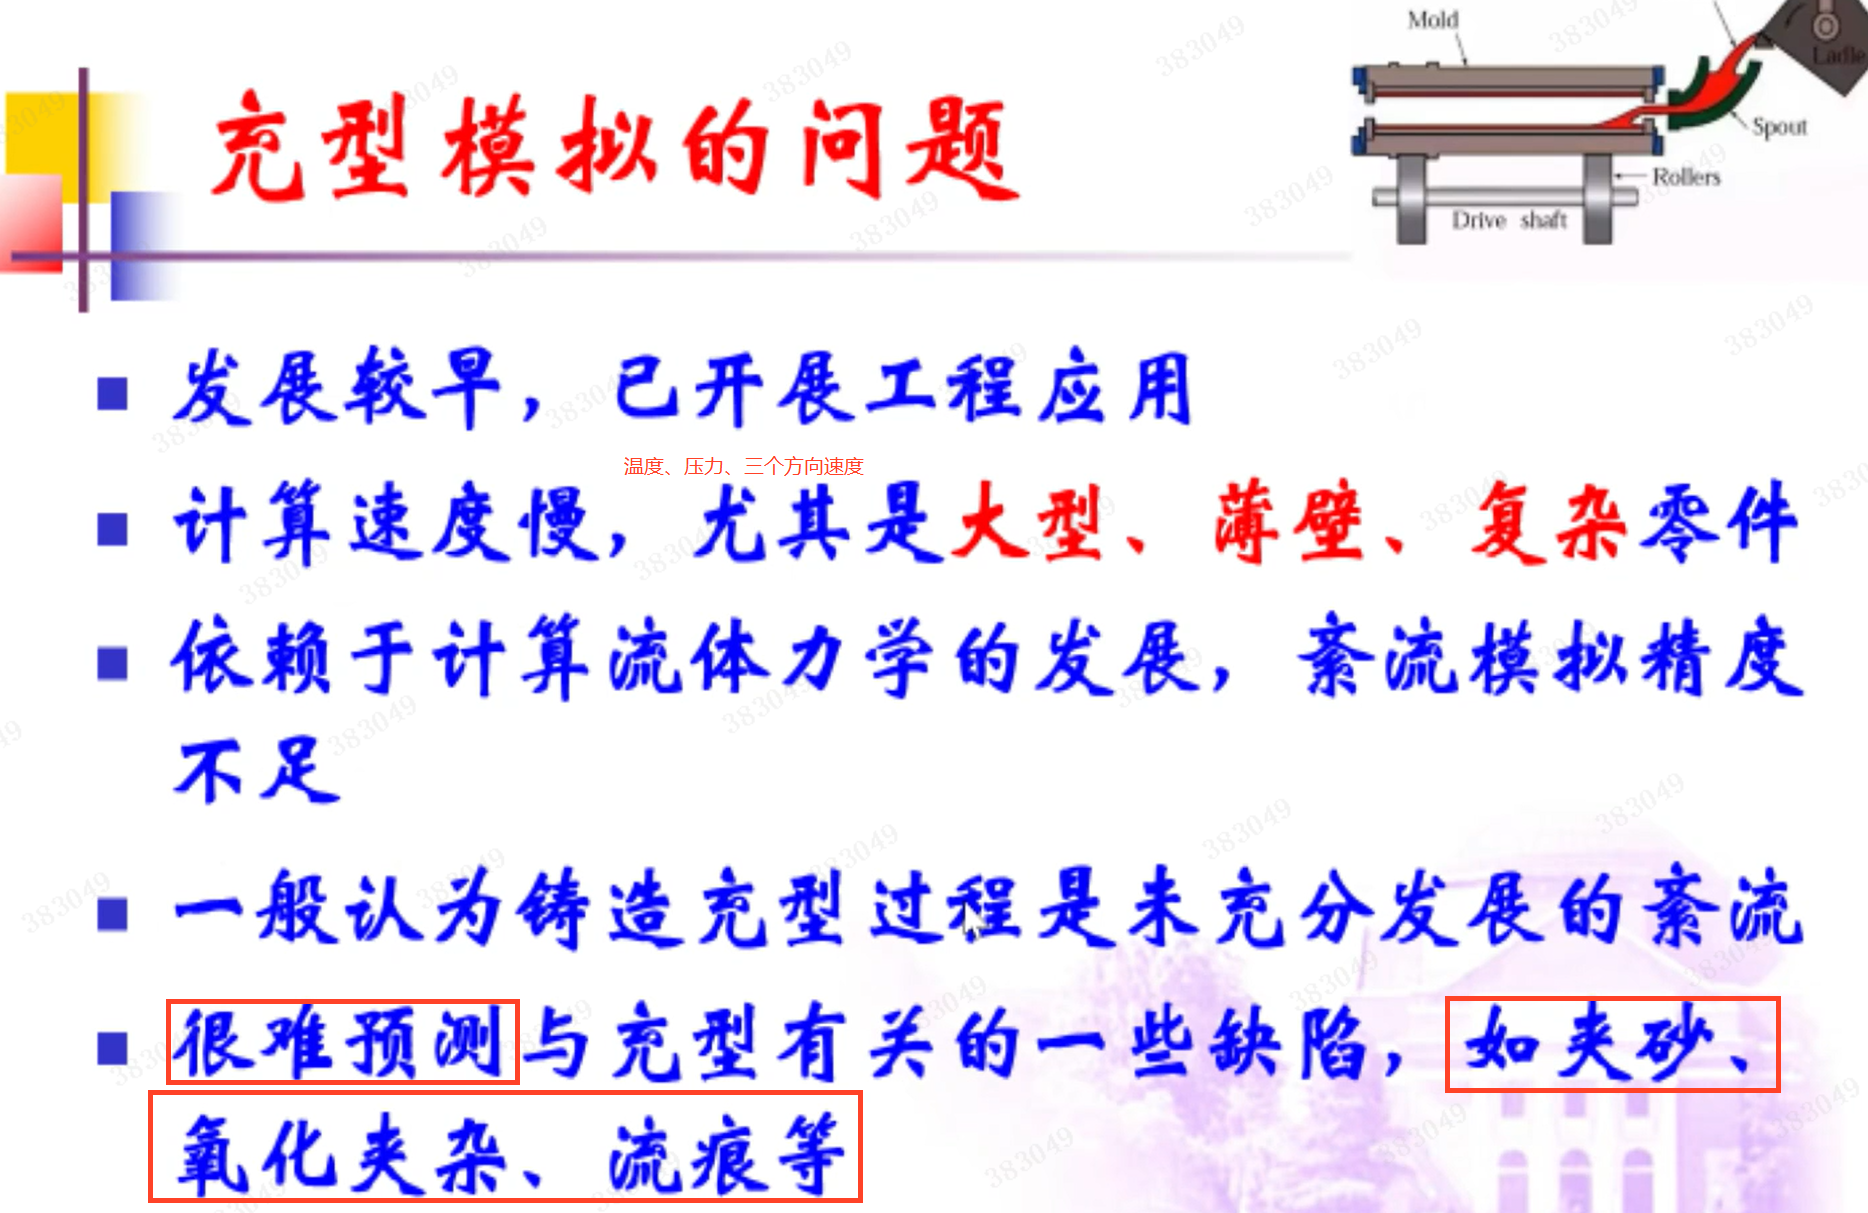 Mold
Ladle
充型模拟的问题
Spout
Rollers
Drive shaft
发展较早，已开展工程应用
温度、压力、三个方向速度
计算速度慢，尤其是大型、薄壁、复杂零件
依赖于计算流体力学的发展，紊流模拟精度
不足
一般认为铸造充型过程是未充分发展的紊流
很难预测与充型有关的一些缺陷，如夹砂、
氧化夹杂、流痕等
383049